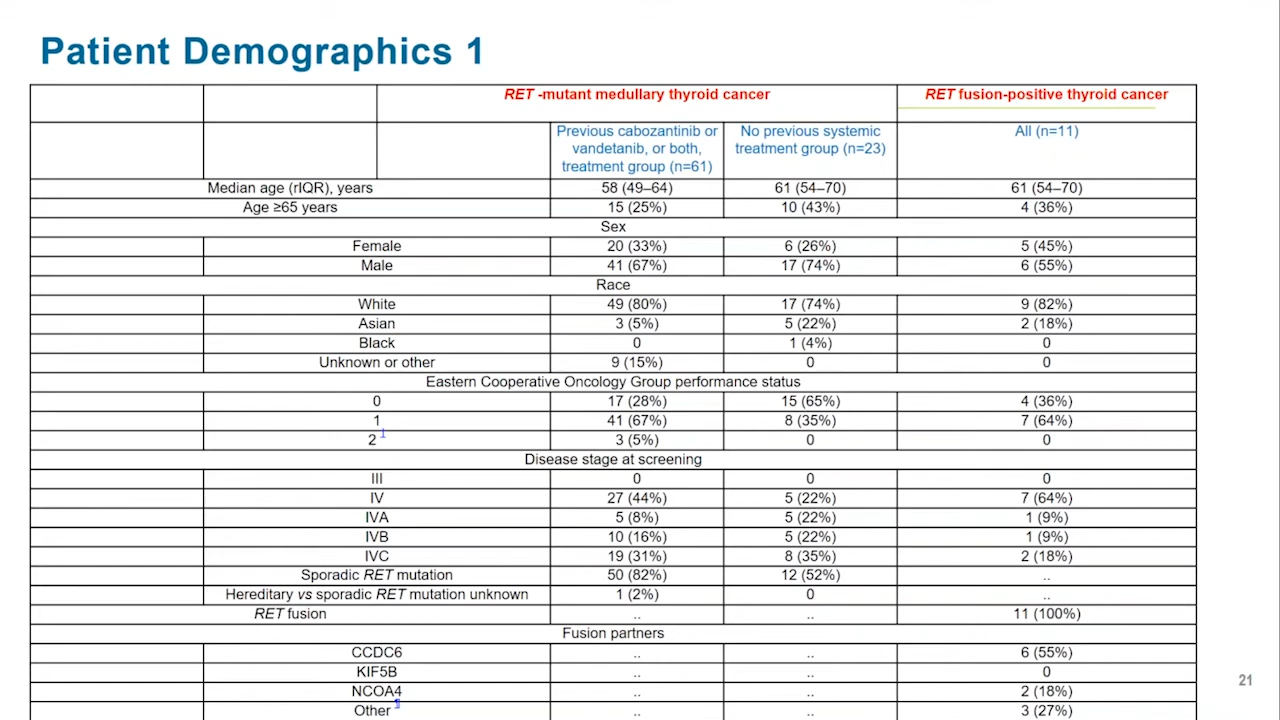 Patient Demographics 1
RET -mutant medullary thyroid cancer RET fusion-positive thyroid cancer
Previous cabozantinib or
vandetanib, or both,
treatment group (n=61)
No previous systemic
treatment group (n=23)
All (n=11)
Median age (rIQR), years 58 (49–64) 61 (54–70) 61 (54–70)
Age ≥65 years 15 (25%) 10 (43%) 4 (36%)
Sex
Female 20 (33%) 6 (26%) 5 (45%)
Male 41 (67%) 17 (74%) 6 (55%)
Race
White 49 (80%) 17 (74%) 9 (82%)
Asian 3 (5%) 5 (22%) 2 (18%)
Black 0 1 (4%) 0
Unknown or other 9 (15%) 0 0
Eastern Cooperative Oncology Group performance status
0 17 (28%) 15 (65%) 4 (36%)
1 41 (67%) 8 (35%) 7 (64%)
2 3 (5%) 0 0
Disease stage at screening
III 0 0 0
IV 27 (44%) 5 (22%) 7 (64%)
IVA 5 (8%) 5 (22%) 1 (9%)
IVB 10 (16%) 5 (22%) 1 (9%)
IVC 19 (31%) 8 (35%) 2 (18%)
Sporadic RET mutation 50 (82%) 12 (52%) ..
Hereditary vs sporadic RET mutation unknown 1 (2%) 0 ..
RET fusion .. .. 11 (100%)
Fusion partners
CCDC6 .. .. 6 (55%)
KIF5B .. .. 0
NCOA4 .. .. 2 (18%)
Other ¶ .. .. 3 (27%)
21